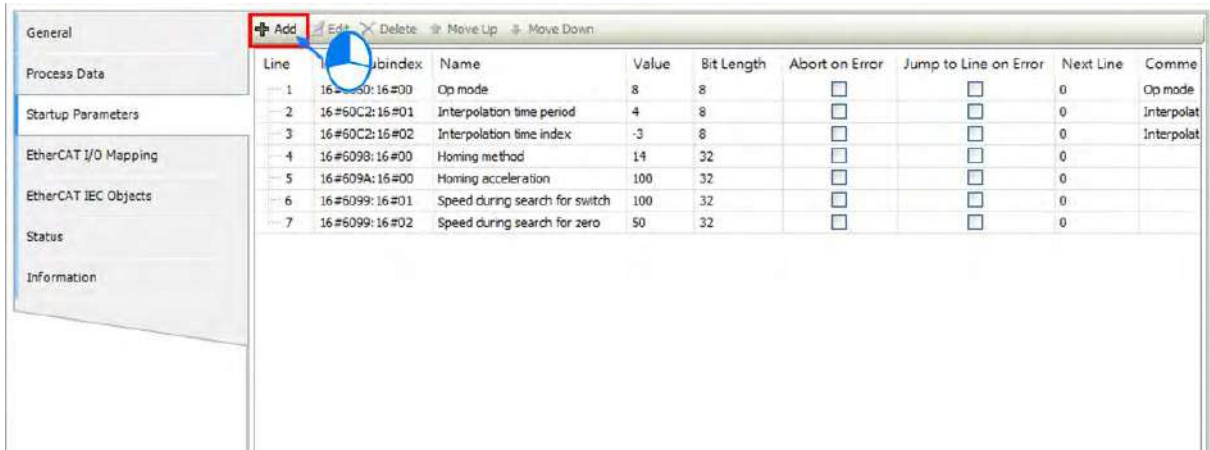 General
Process Data
Startup Parameters
EtherCAT I/O Mapping
EtherCAT IEC Objects
Status
Information
Add Edit Delete Move Up Move Down
Line ubindex Name Value Bit Length Abort on Error Jump to Line on Error Next Line Comme
1 :16#00 Op mode 8 8 0 Op mode
2 16#60C2:16#01 Interpolation time period 4 8 0 Interpolat
3 16#60C2:16#02 Interpolation time index -3 8 0 Interpolat
4 16#6098:16#00 Homing method 14 32 0
5 16#609A:16#00 Homing acceleration 100 32 0
6 16#6099:16#01 Speed during search for switch 100 32 0
7 16#6099:16#02 Speed during search for zero 50 32 0